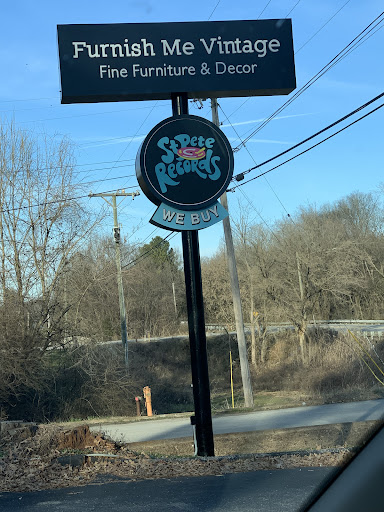 Furnish Me Vintage
Fine Furniture & Decor
St Pete
Records
WE BUY